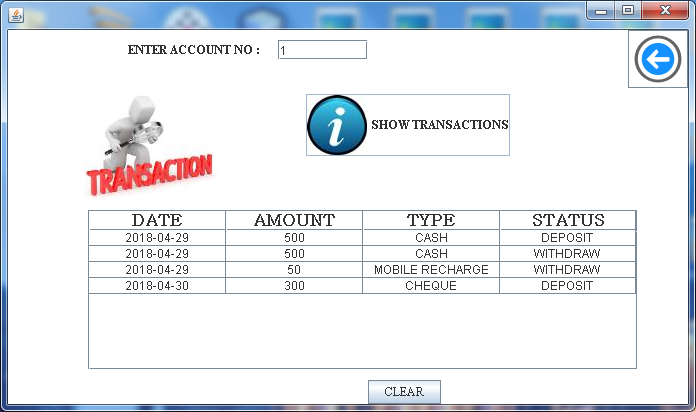 ENTER ACCOUNT NO : 1
SHOW TRANSACTIONS
TRANSACTION
DATE AMOUNT TYPE STATUS
2018-04-29 500 CASH DEPOSIT
2018-04-29 500 CASH WITHDRAW
2018-04-29 50 MOBILE RECHARGE WITHDRAW
2018-04-30 300 CHEQUE DEPOSIT
CLEAR